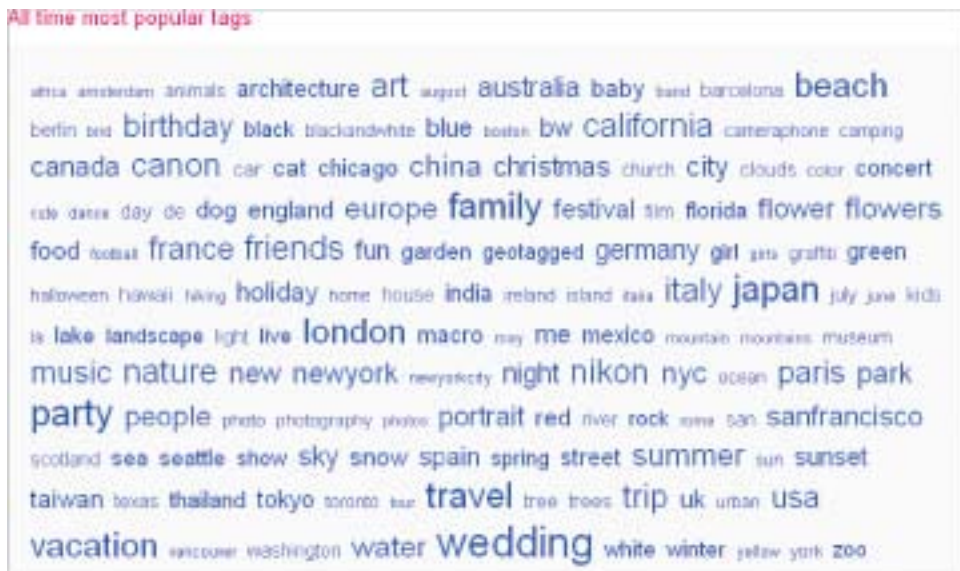 All time most popular tags
africa amsterdam animals architecture art august australia baby band barcelona beach
berlin bird birthday black blackandwhite blue boston bw california cameraphone camping
canada canon car cat chicago china christmas church city clouds color concert
cute dance day de dog england europe family festival film florida flower flowers
food football france friends fun garden geotagged germany girl girls graffiti green
halloween hawaii hiking holiday home house india ireland island italia italy japan july june kids
la lake landscape light live london macro may me mexico mountain mountains museum
music nature new newyork newyorkcity night nikon nyc ocean paris park
party people photo photography photos portrait red river rock rome san sanfrancisco
scotland sea seattle show sky snow spain spring street summer sun sunset
taiwan texas thailand tokyo toronto tour travel tree trees trip uk urban usa
vacation vancouver washington water wedding white winter yellow york zoo